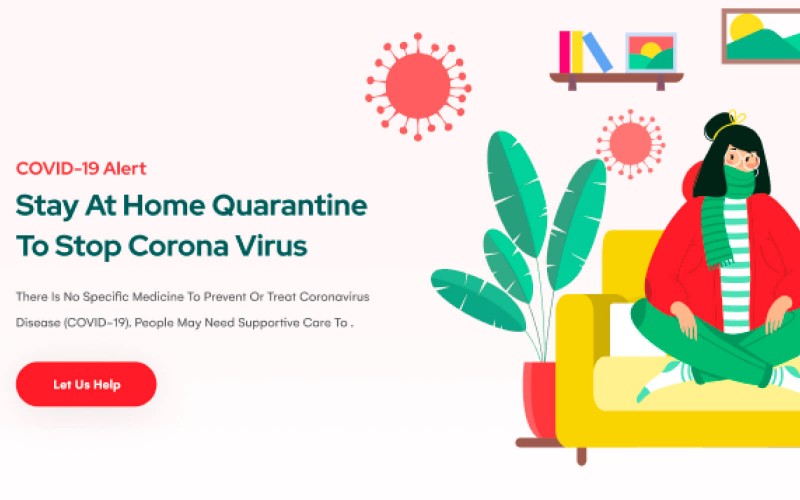 COVID-19 Alert
Stay At Home Quarantine
To Stop Corona Virus
There Is No Specific Medicine To Prevent Or Treat Coronavirus
Disease (COVID-19). People May Need Supportive Care To .
Let Us Help